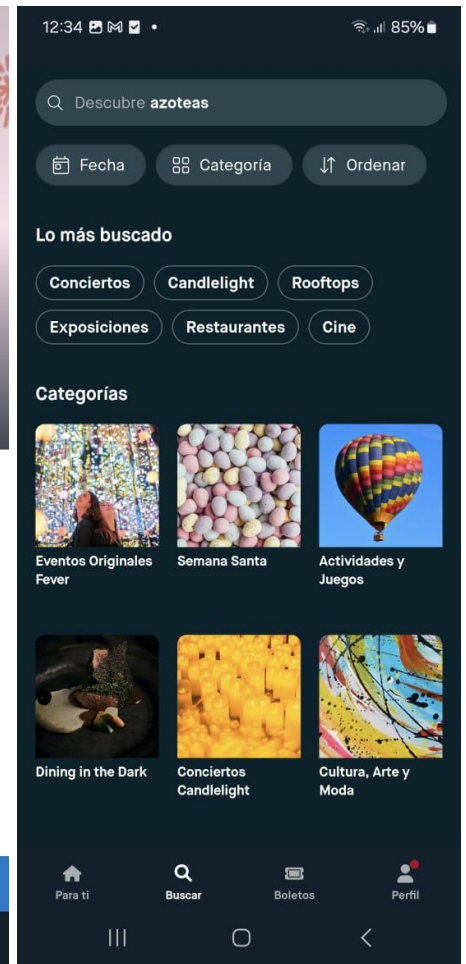 12:34
85%
Descubre azoteas
Fecha Categoría Ordenar
Lo más buscado
Conciertos Candlelight Rooftops
Exposiciones Restaurantes Cine
Categorías
Eventos Originales Fever
Semana Santa
Actividades y Juegos
Dining in the Dark
Conciertos Candlelight
Cultura, Arte y Moda
Para ti Buscar Boletos Perfil